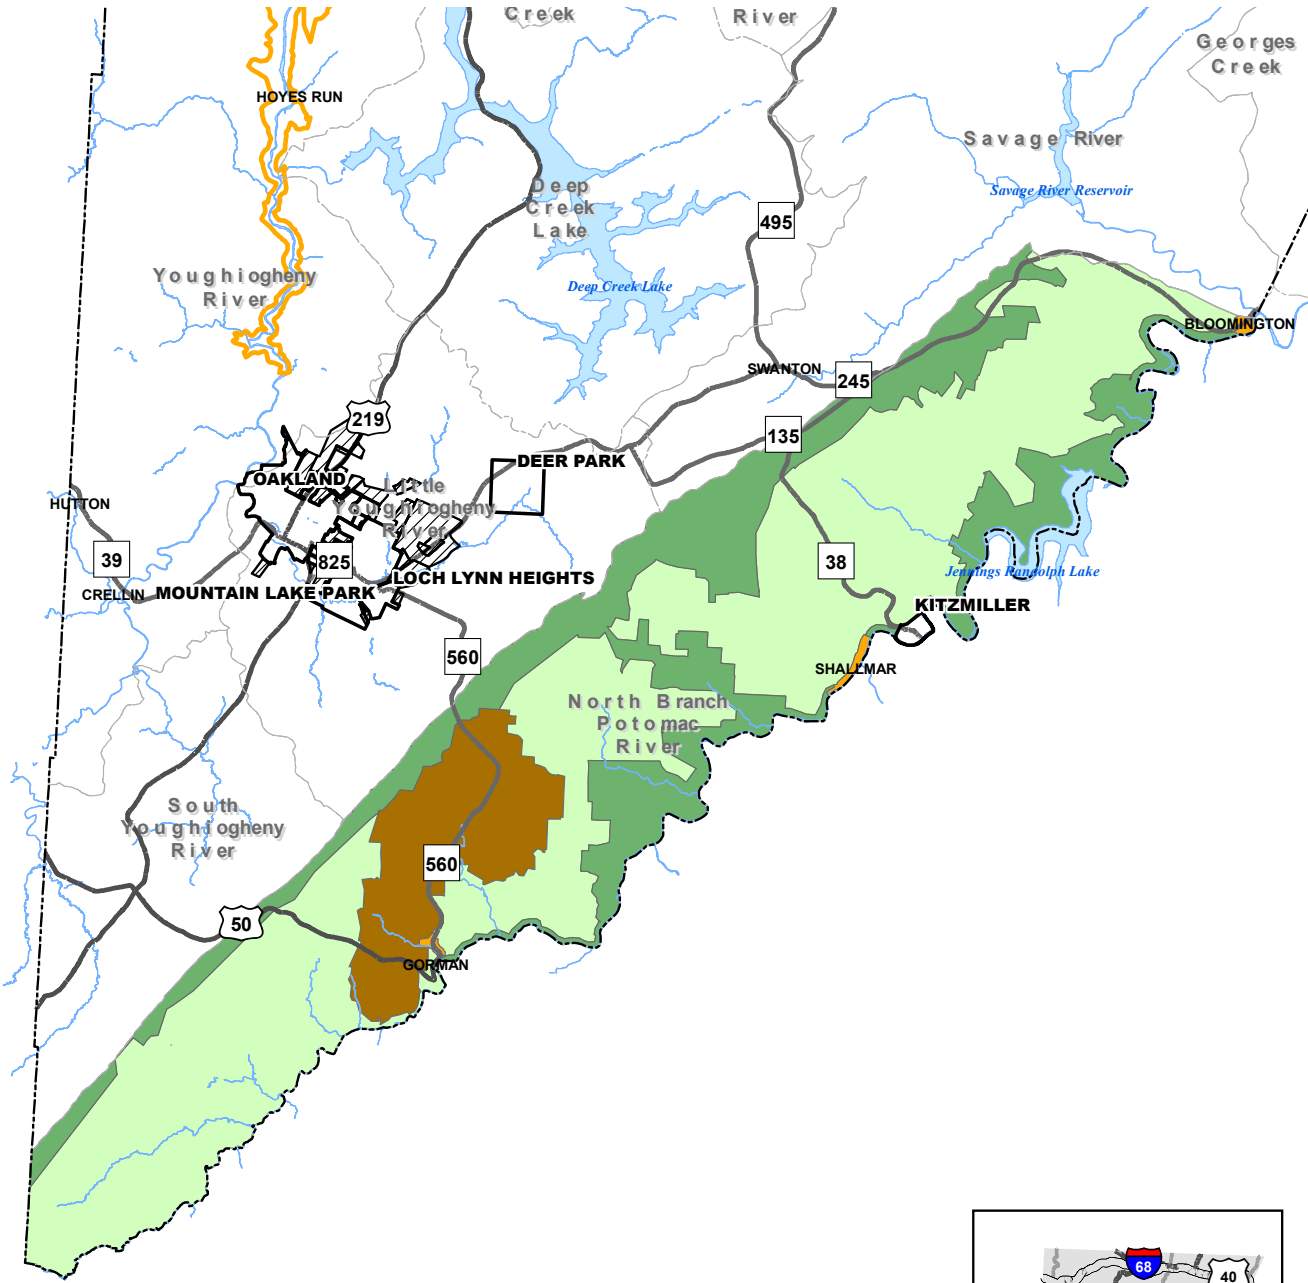 Creek
River
Georges
Creek
HOYES RUN
Savage River
Savage River Reservoir
Deep
Creek
Lake
495
Youghiogheny
River
Deep Creek Lake
BLOOMINGTON
SWANTON
245
219
135
DEER PARK
OAKLAND
Little
Youghiogheny
River
HUTTON
39
825
38
Jennings Randolph Lake
LOCH LYNN HEIGHTS
CRELLIN
MOUNTAIN LAKE PARK
KITZMILLER
560
SHALLMAR
North Branch
Potomac
River
South
Youghiogheny
River
560
50
GORMAN
68
40